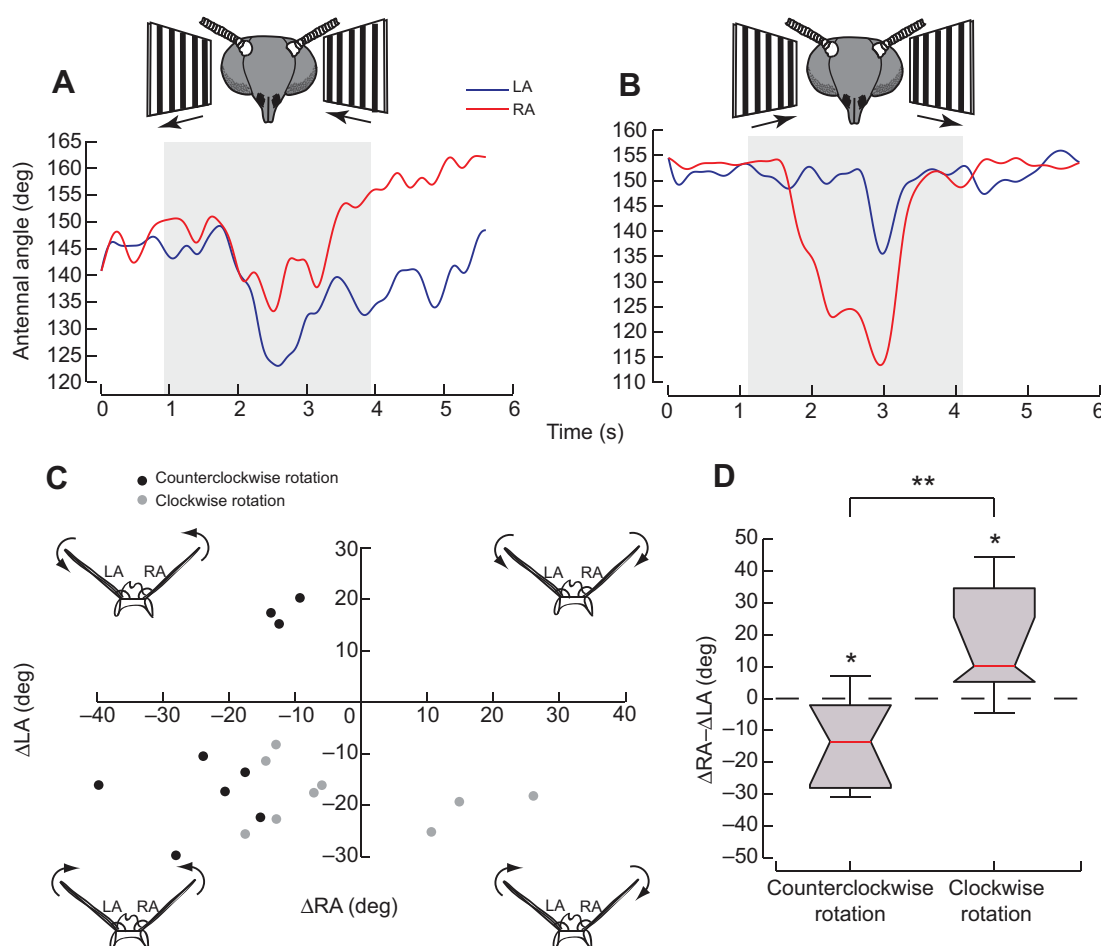 A
B
LA
RA
Antennal angle (deg)
165
160
155
150
145
140
135
130
125
120
0 1 2 3 4 5 6
160
155
150
145
140
135
130
125
120
115
110
0 1 2 3 4 5 6
Time (s)
C
Counterclockwise rotation
Clockwise rotation
LA RA
LA RA
30
20
10
0
–10
–20
–30
–40 –30 –20 –10 0 10 20 30 40
ΔLA (deg)
ΔRA (deg)
LA RA
LA RA
D
**
*
*
ΔRA–ΔLA (deg)
50
40
30
20
10
0
–10
–20
–30
–40
–50
Counterclockwise
rotation
Clockwise
rotation